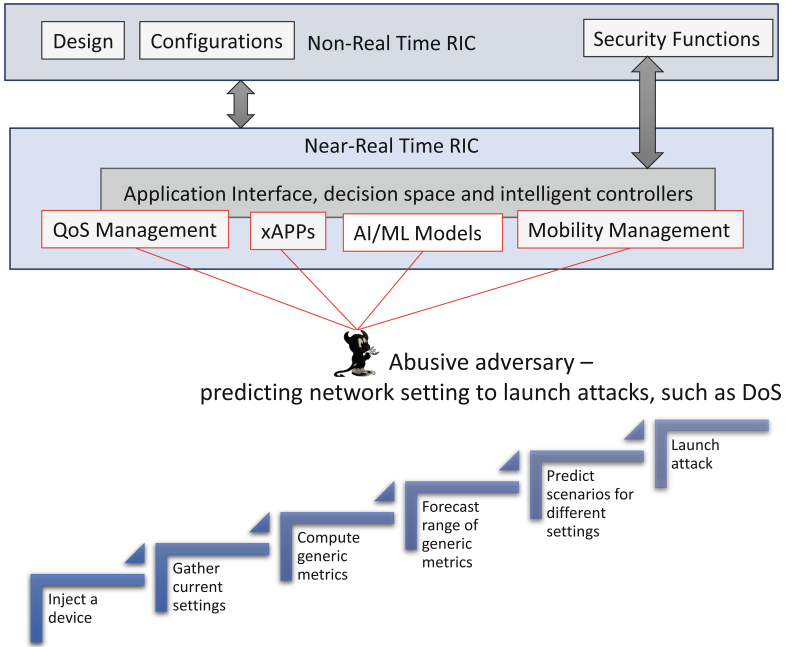 Design
Configurations
Non-Real Time RIC
Security Functions
Near-Real Time RIC
Application Interface, decision space and intelligent controllers
QoS Management
xAPPs
AI/ML Models
Mobility Management
Abusive adversary –
predicting network setting to launch attacks, such as DoS
Inject a
device
Gather
current
settings
Compute
generic
metrics
Forecast
range of
generic
metrics
Predict
scenarios for
different
settings
Launch
attack